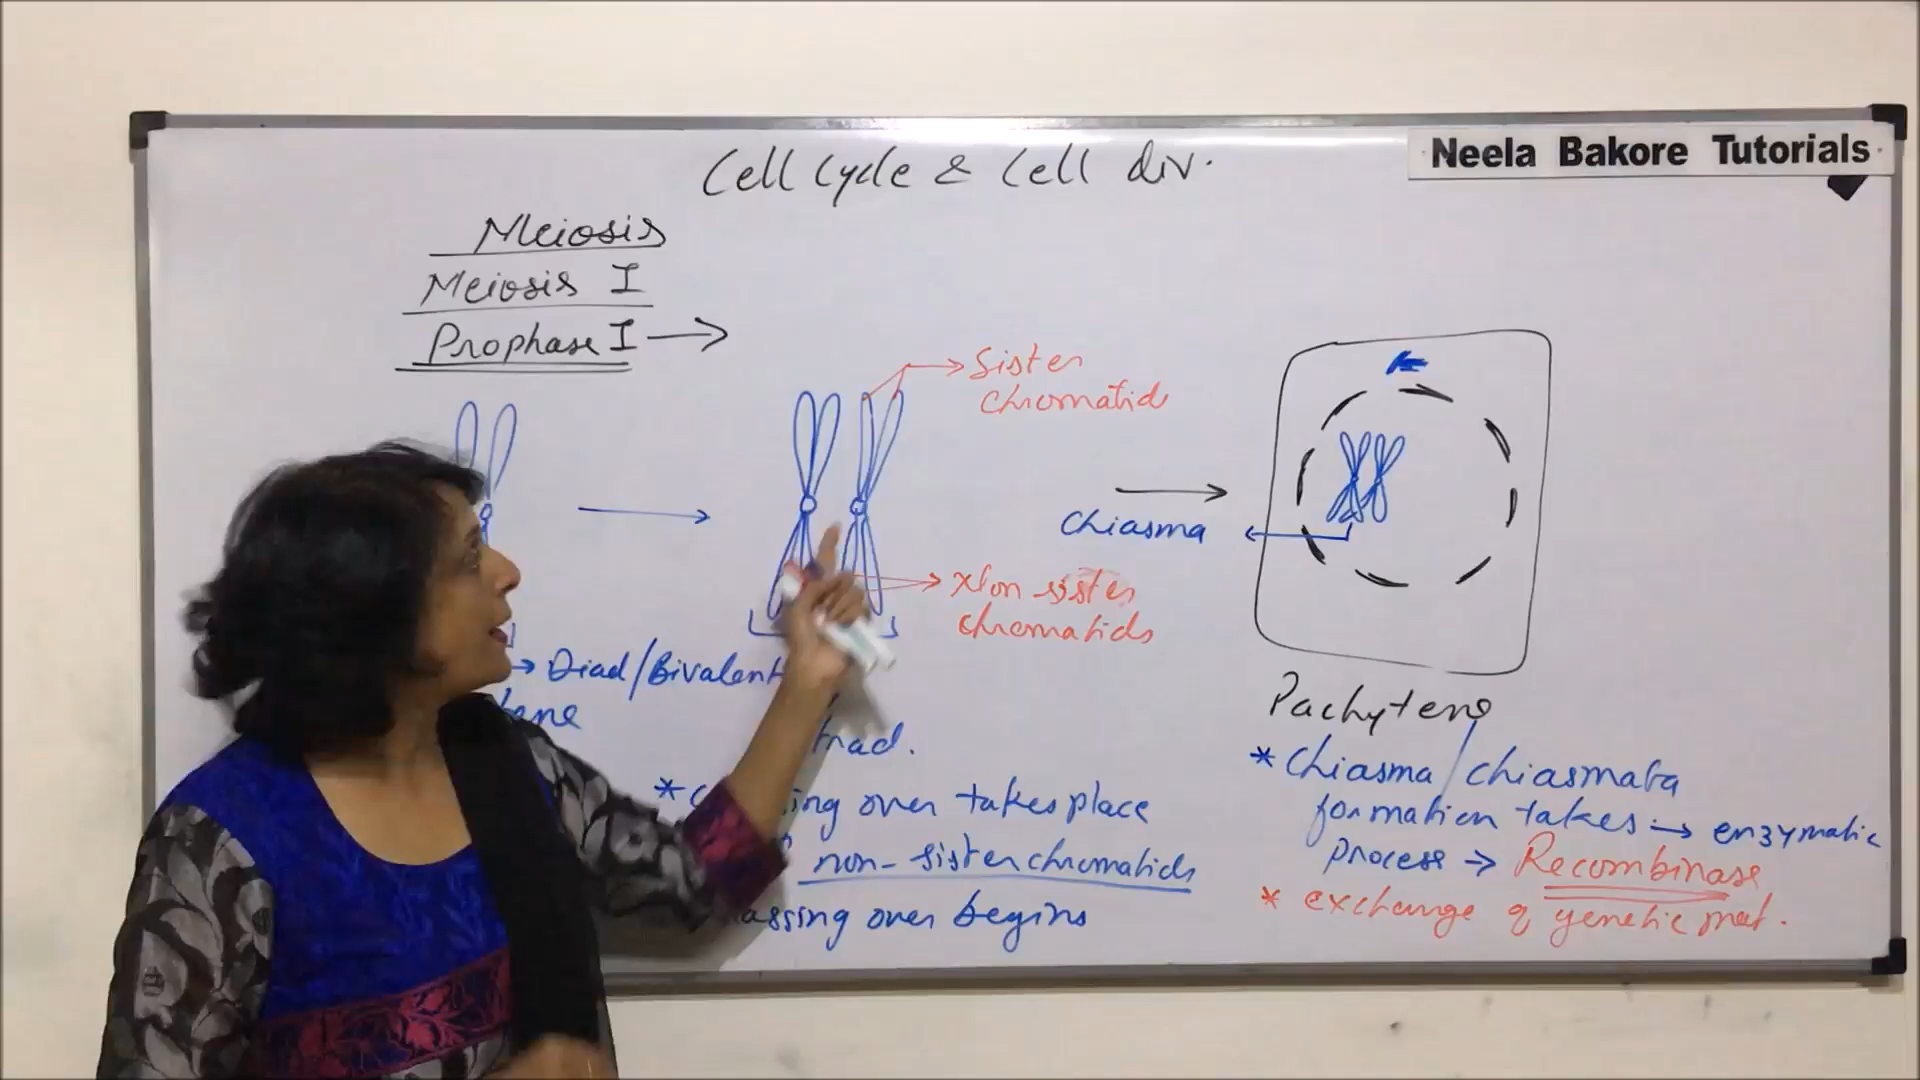 Neela Bakore Tutorials
Cell Cycle & Cell div.
Meiosis
Meiosis I
Prophase I →
Sister
chromatid
Chiasma
Non-sister
chromatids
→ Diad/Bivalent
Pachytene
* Chiasma/chiasmata
formation takes → enzymatic
process → Recombinase
* exchange of genetic mat.
over takes place
non-sister chromatids
over begins